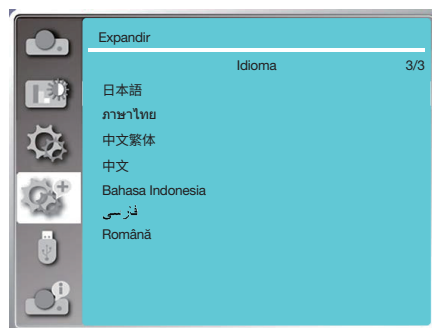 Expandir
Idioma 3/3
日本語
ภาษาไทย
中文繁体
中文
Bahasa Indonesia
فارسی
Română